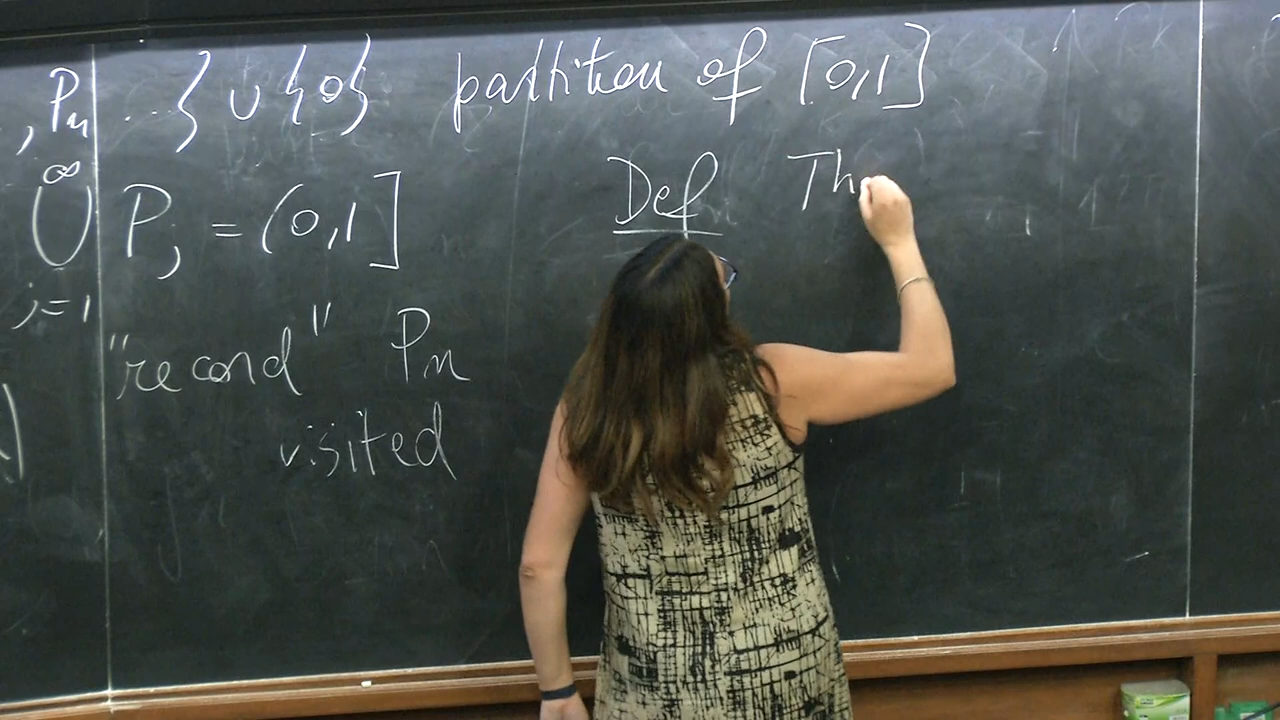 , Pn ...} ∪ {0} partition of [0,1]
∞
∪ Pj = (0,1]
j=1
Def Th
"record" Pn
visited